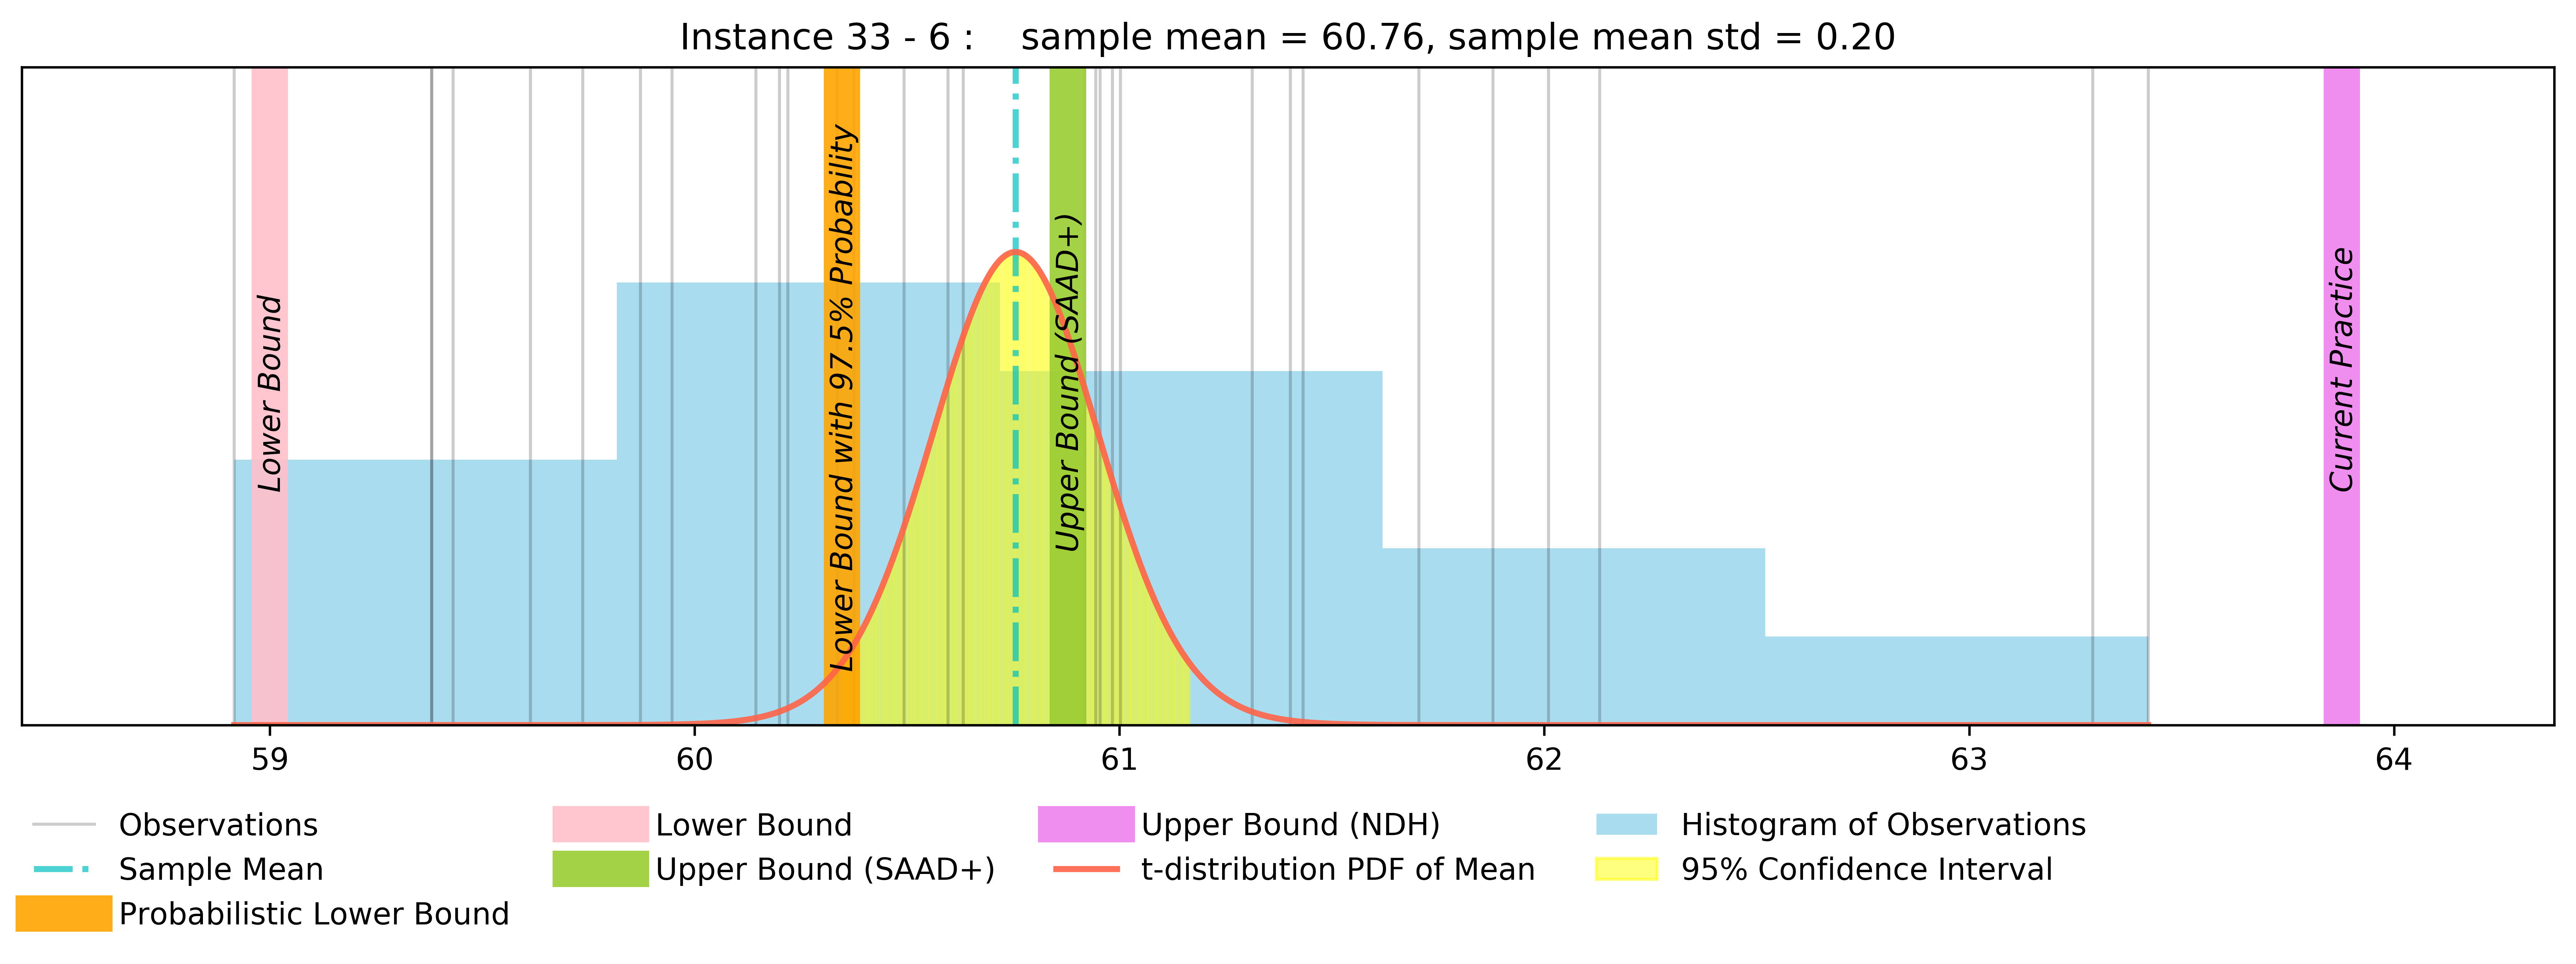 Instance 33 - 6 :    sample mean = 60.76, sample mean std = 0.20
Lower Bound
Lower Bound with 97.5% Probability
Upper Bound (SAAD+)
Current Practice
59 60 61 62 63 64
Observations
Sample Mean
Probabilistic Lower Bound
Lower Bound
Upper Bound (SAAD+)
Upper Bound (NDH)
t-distribution PDF of Mean
Histogram of Observations
95% Confidence Interval